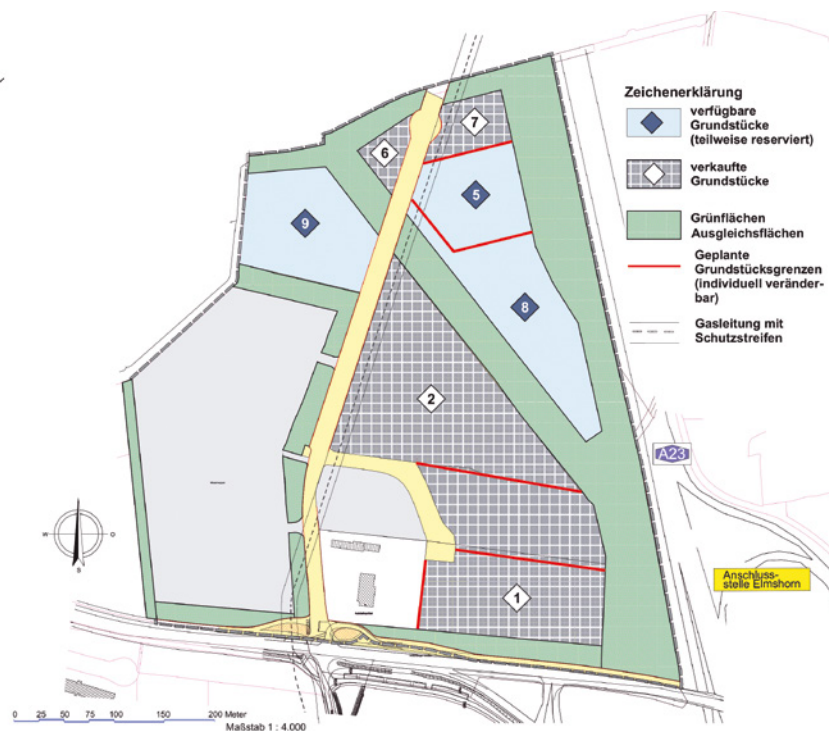 Zeichenerklärung
verfügbare
Grundstücke
(teilweise reserviert)
verkaufte
Grundstücke
Grünflächen
Ausgleichsflächen
Geplante
Grundstücksgrenzen
(individuell veränder-
bar)
Gasleitung mit
Schutzstreifen
7
6
5
9
8
2
1
A23
Anschluss-
stelle Elmshorn
W
O
S
0 25 50 75 100 150 200 Meter
Maßstab 1 : 4.000